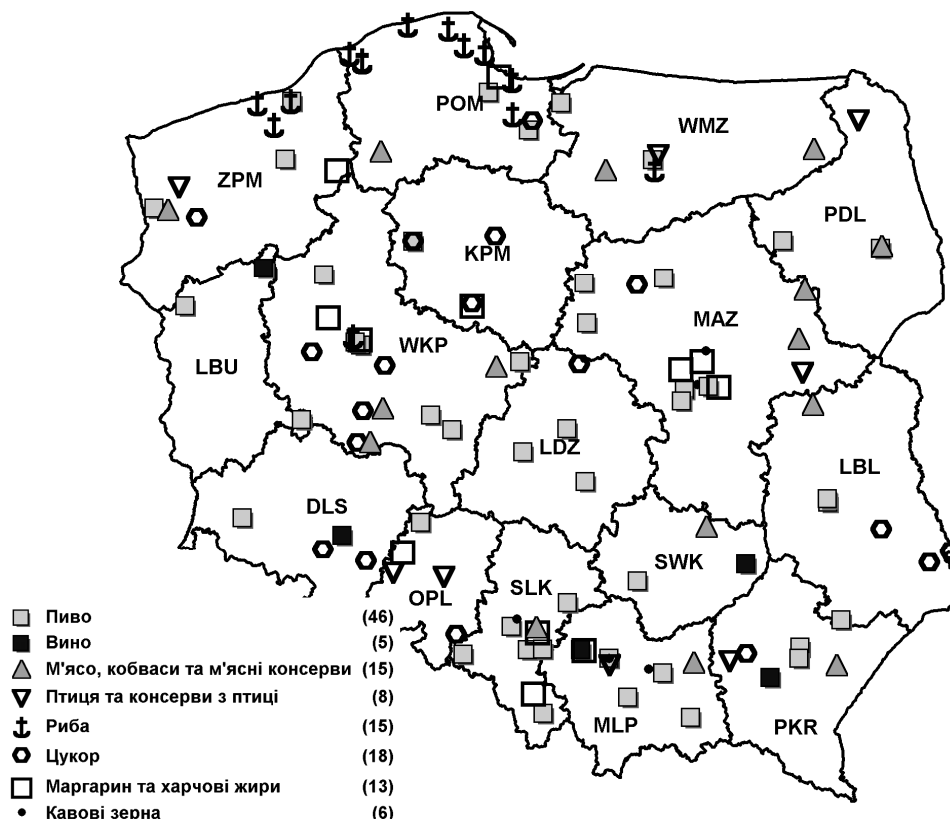 POM
WMZ
ZPM
PDL
KPM
MAZ
WKP
LBU
LDZ
LBL
DLS
SWK
SLK
OPL
MLP
PKR
Пиво (46)
Вино (5)
М'ясо, кобваси та м'ясні консерви (15)
Птиця та консерви з птиці (8)
Риба (15)
Цукор (18)
Маргарин та харчові жири (13)
Кавові зерна (6)